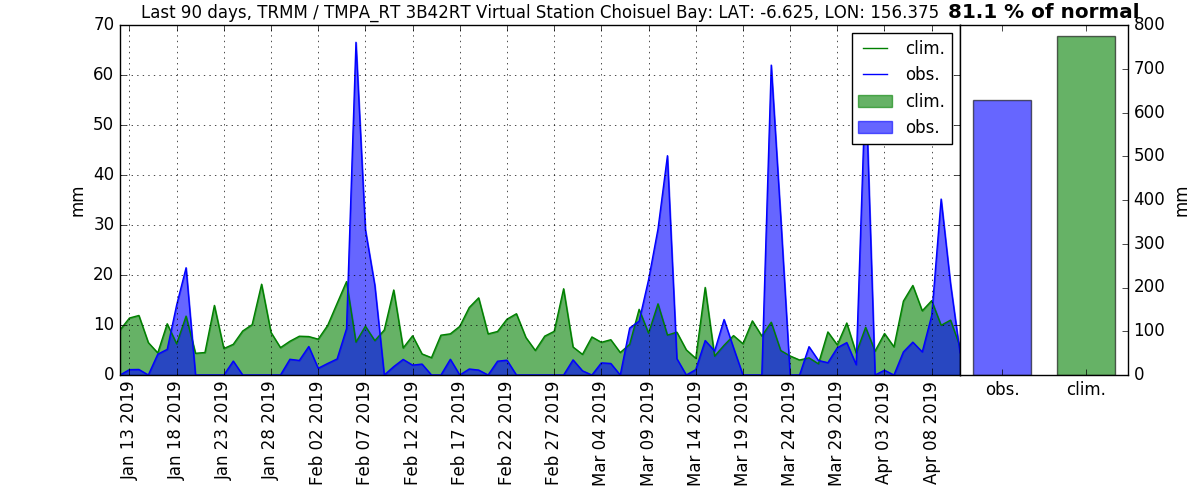 Last 90 days, TRMM / TMPA_RT 3B42RT Virtual Station Choisuel Bay: LAT: -6.625, LON: 156.375 81.1 % of normal
70
60
50
40
30
20
10
0
mm
clim.
obs.
clim.
obs.
800
700
600
500
400
300
200
100
0
mm
Jan 13 2019
Jan 18 2019
Jan 23 2019
Jan 28 2019
Feb 02 2019
Feb 07 2019
Feb 12 2019
Feb 17 2019
Feb 22 2019
Feb 27 2019
Mar 04 2019
Mar 09 2019
Mar 14 2019
Mar 19 2019
Mar 24 2019
Mar 29 2019
Apr 03 2019
Apr 08 2019
obs.
clim.